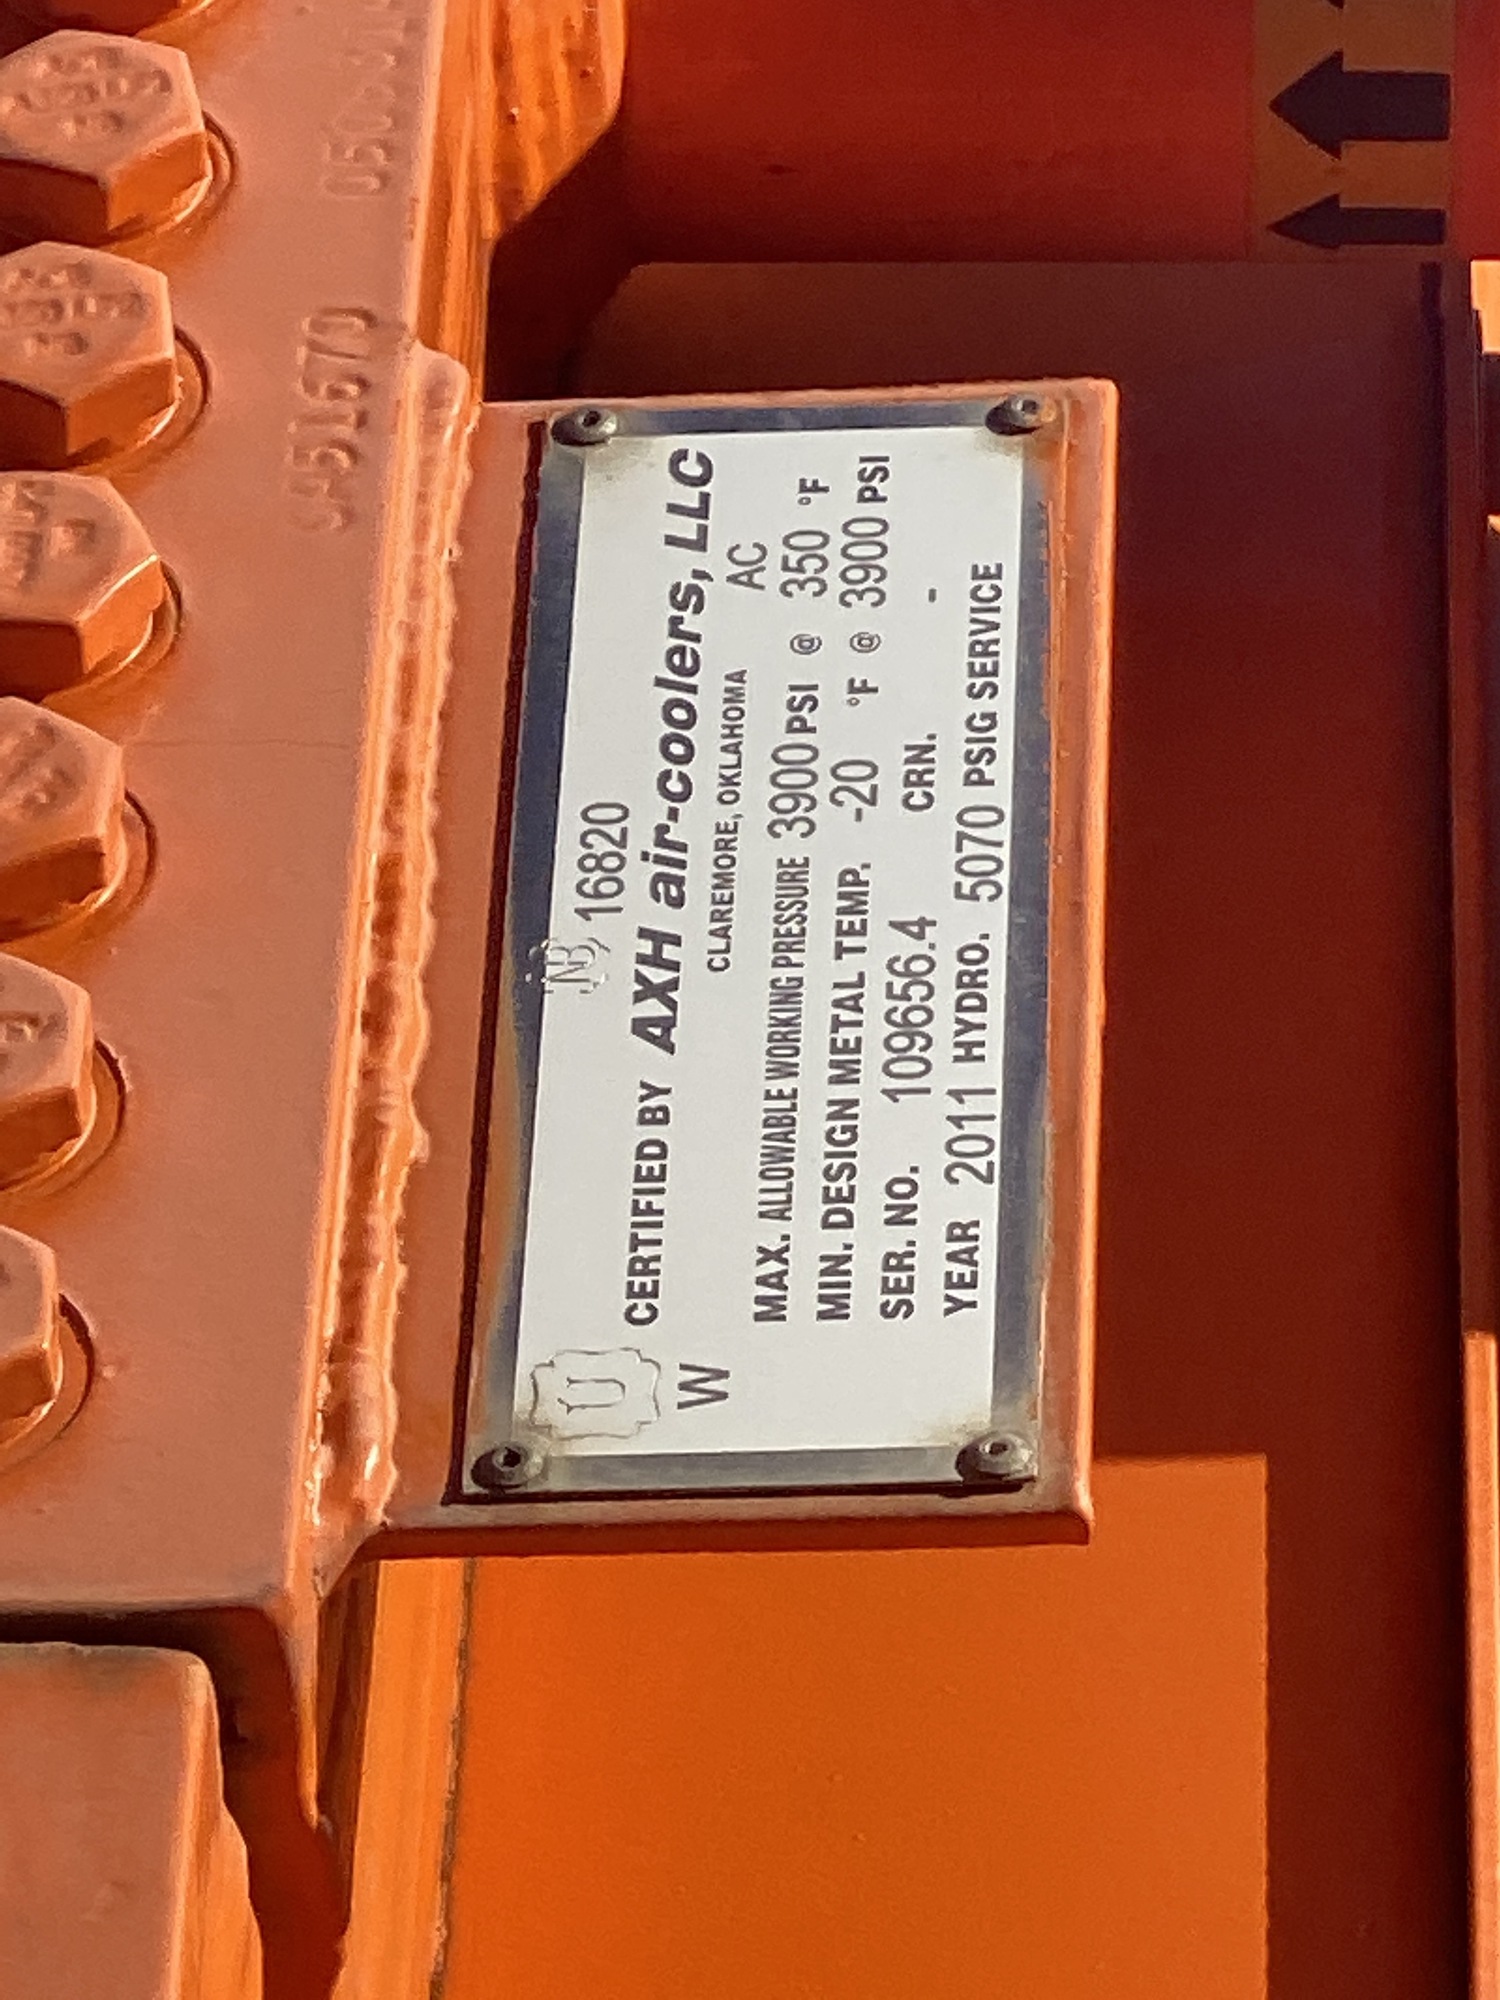 NB 16820
U CERTIFIED BY AXH air-coolers, LLC
W CLAREMORE, OKLAHOMA AC
MAX. ALLOWABLE WORKING PRESSURE 3900 PSI @ 350 °F
MIN. DESIGN METAL TEMP. -20 °F @ 3900 PSI
SER. NO. 109656.4 CRN. -
YEAR 2011 HYDRO. 5070 PSIG SERVICE